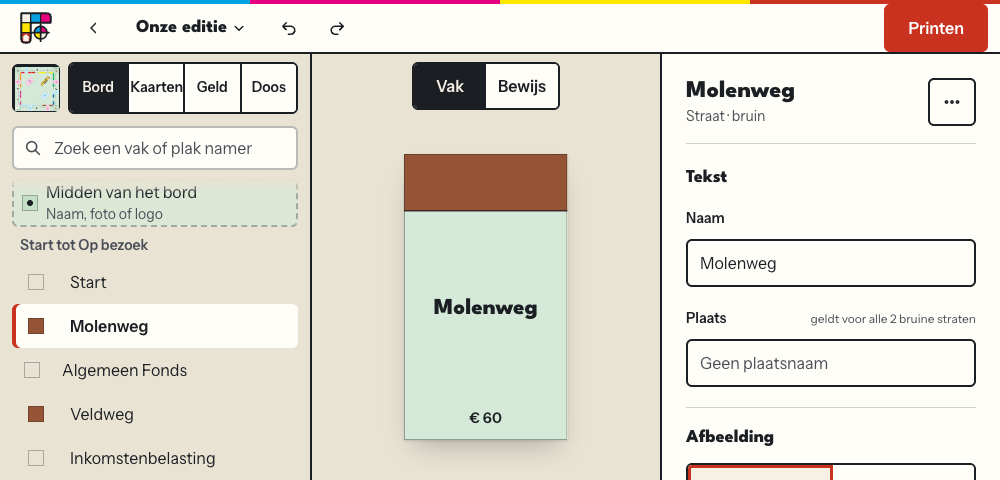 Onze editie
Printen
Bord
Kaarten
Geld
Doos
Zoek een vak of plak namer
Midden van het bord
Naam, foto of logo
Start tot Op bezoek
Start
Molenweg
Algemeen Fonds
Veldweg
Inkomstenbelasting
Vak
Bewijs
Molenweg
€ 60
Molenweg
Straat · bruin
Tekst
Naam
Molenweg
Plaats
geldt voor alle 2 bruine straten
Geen plaatsnaam
Afbeelding